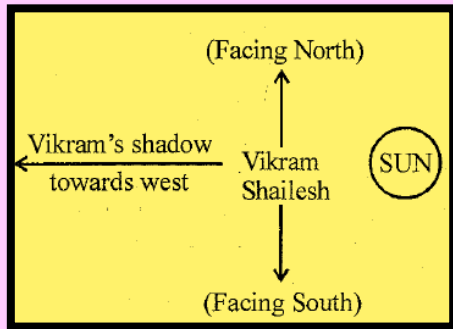 (Facing North)
Vikram's shadow
towards west
Vikram
Shailesh
SUN
(Facing South)